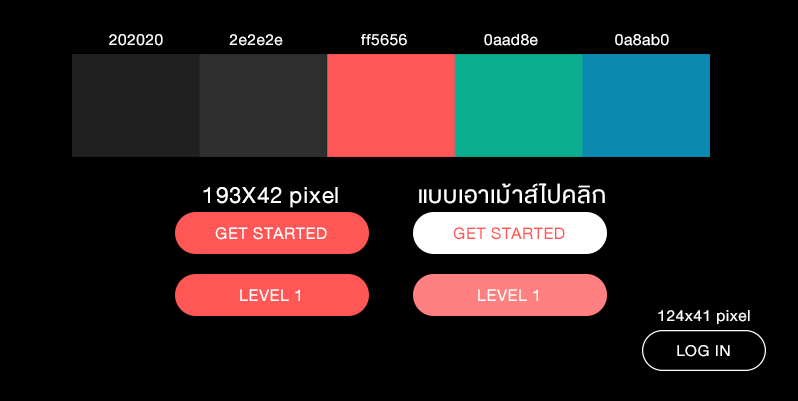 202020 2e2e2e ff5656 0aad8e 0a8ab0
193X42 pixel แบบเอาเม้าส์ไปคลิก
GET STARTED GET STARTED
LEVEL 1 LEVEL 1
124x41 pixel
LOG IN